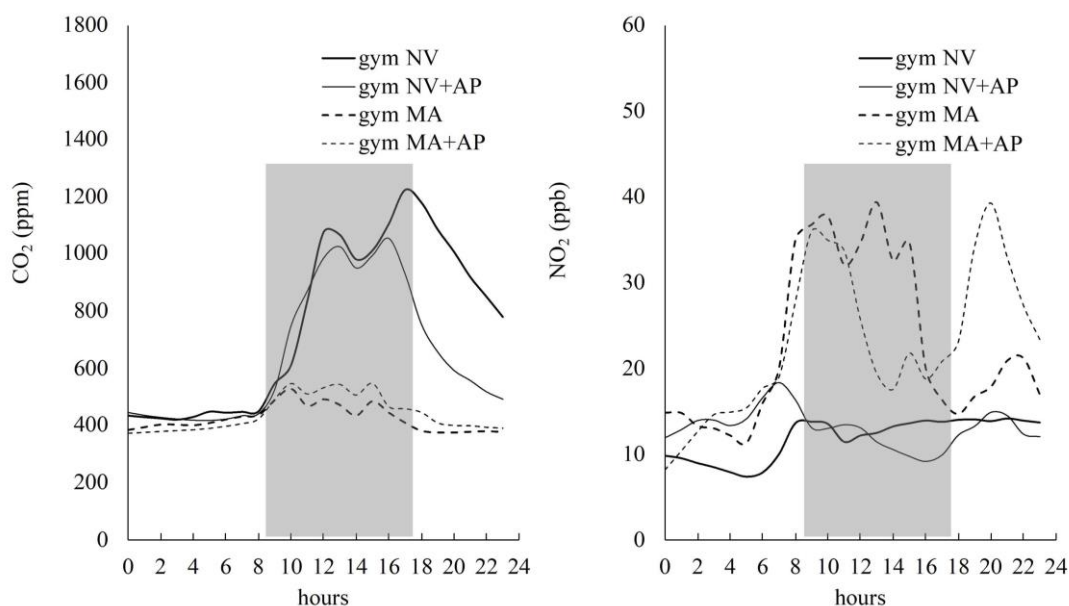 1800
1600
1400
1200
1000
800
600
400
200
0
CO₂ (ppm)
gym NV
gym NV+AP
gym MA
gym MA+AP
0 2 4 6 8 10 12 14 16 18 20 22 24
hours
60
50
40
30
20
10
0
NO₂ (ppb)
gym NV
gym NV+AP
gym MA
gym MA+AP
0 2 4 6 8 10 12 14 16 18 20 22 24
hours